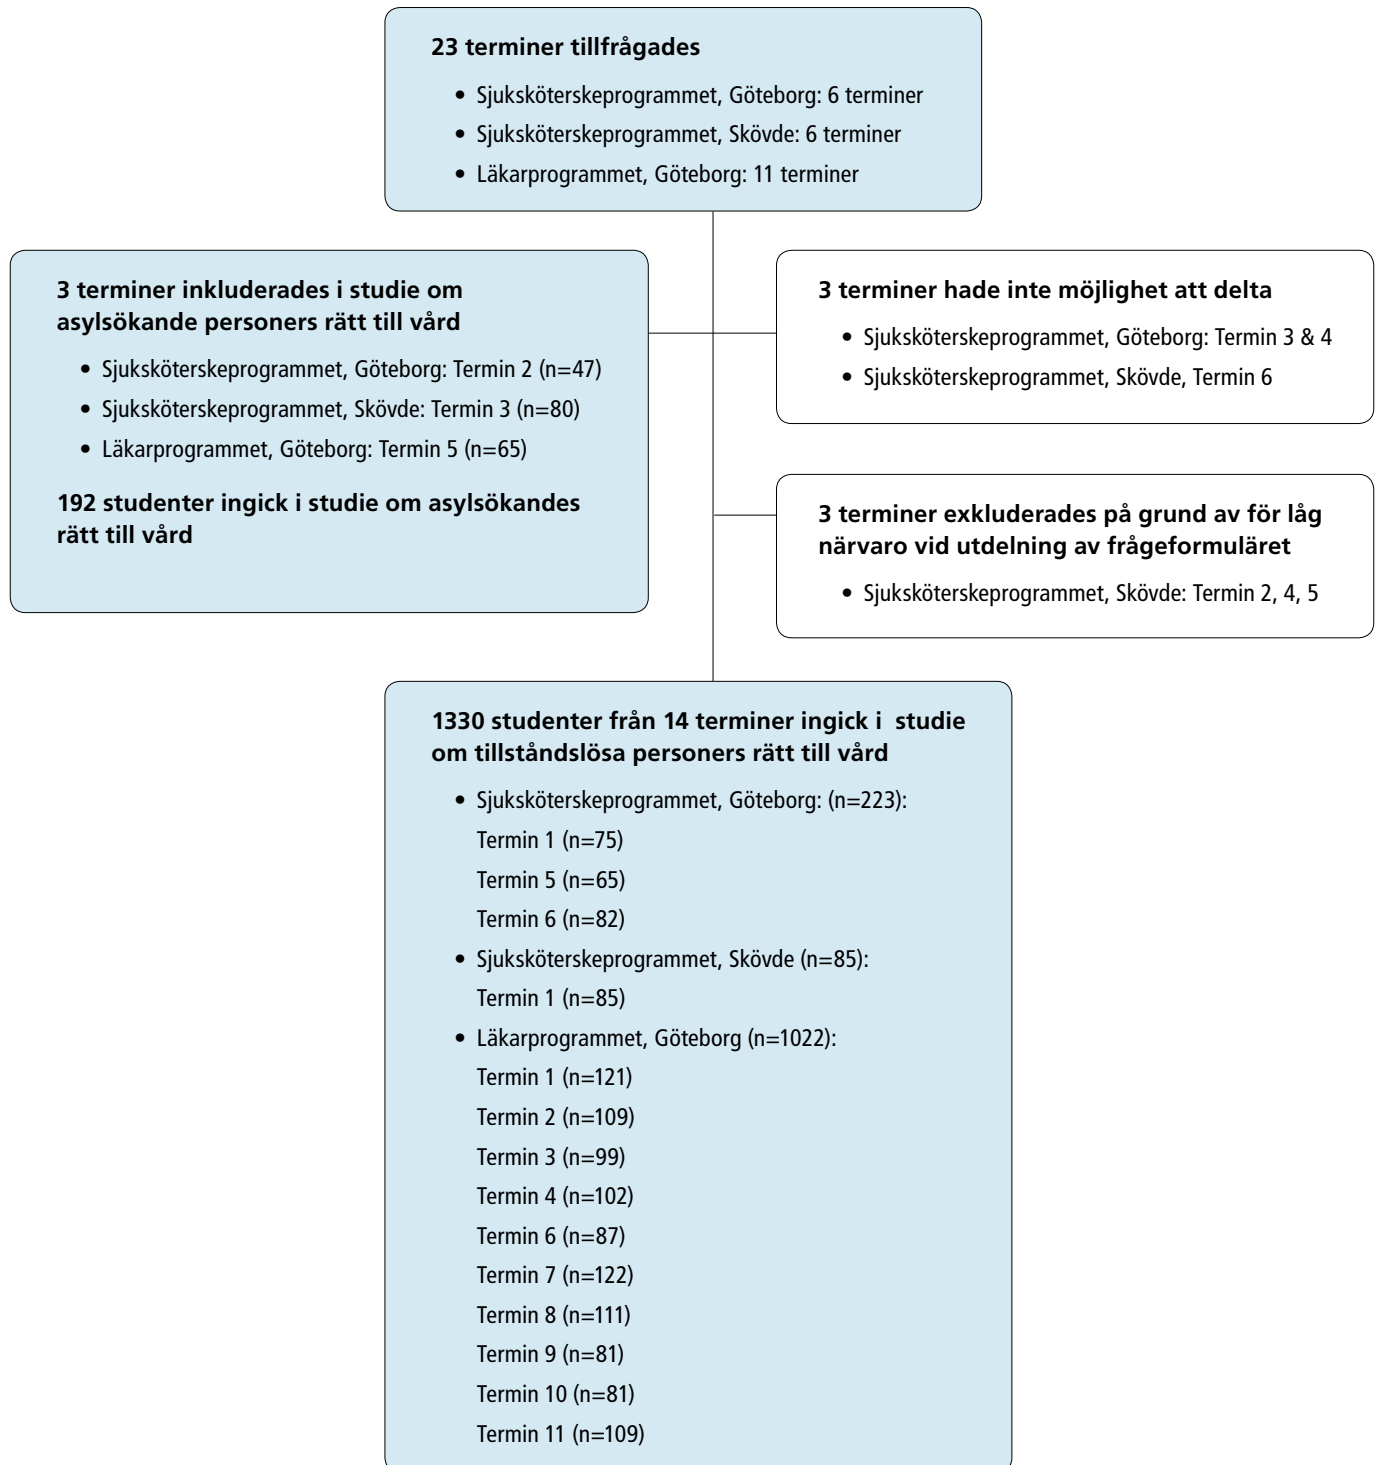 23 terminer tillfrågades
• Sjuksköterskeprogrammet, Göteborg: 6 terminer
• Sjuksköterskeprogrammet, Skövde: 6 terminer
• Läkarprogrammet, Göteborg: 11 terminer
3 terminer inkluderades i studie om
asylsökande personers rätt till vård
• Sjuksköterskeprogrammet, Göteborg: Termin 2 (n=47)
• Sjuksköterskeprogrammet, Skövde: Termin 3 (n=80)
• Läkarprogrammet, Göteborg: Termin 5 (n=65)
192 studenter ingick i studie om asylsökandes
rätt till vård
3 terminer hade inte möjlighet att delta
• Sjuksköterskeprogrammet, Göteborg: Termin 3 & 4
• Sjuksköterskeprogrammet, Skövde, Termin 6
3 terminer exkluderades på grund av för låg
närvaro vid utdelning av frågeformuläret
• Sjuksköterskeprogrammet, Skövde: Termin 2, 4, 5
1330 studenter från 14 terminer ingick i studie
om tillståndslösa personers rätt till vård
• Sjuksköterskeprogrammet, Göteborg: (n=223):
Termin 1 (n=75)
Termin 5 (n=65)
Termin 6 (n=82)
• Sjuksköterskeprogrammet, Skövde (n=85):
Termin 1 (n=85)
• Läkarprogrammet, Göteborg (n=1022):
Termin 1 (n=121)
Termin 2 (n=109)
Termin 3 (n=99)
Termin 4 (n=102)
Termin 6 (n=87)
Termin 7 (n=122)
Termin 8 (n=111)
Termin 9 (n=81)
Termin 10 (n=81)
Termin 11 (n=109)